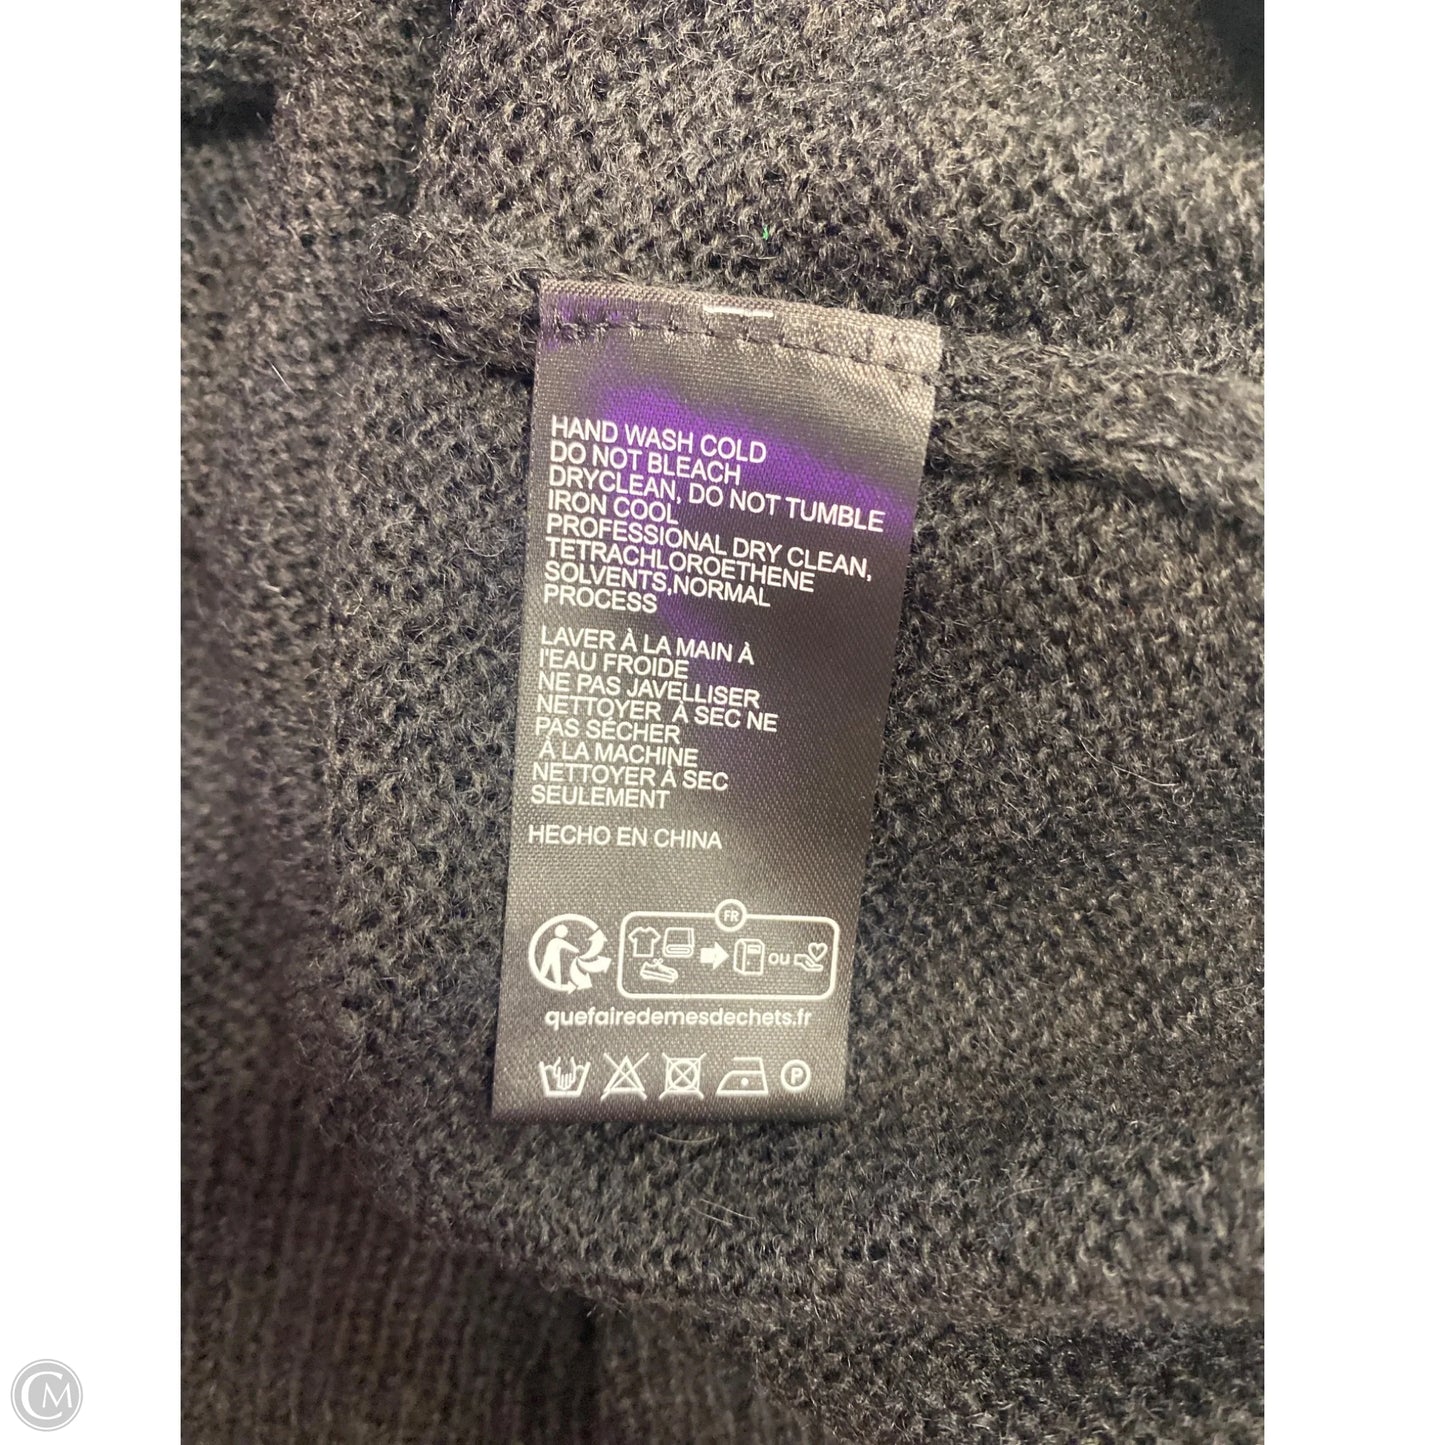 HAND WASH COLD
DO NOT BLEACH
DRYCLEAN, DO NOT TUMBLE
IRON COOL
PROFESSIONAL DRY CLEAN,
TETRACHLOROETHENE
SOLVENTS,NORMAL
PROCESS
LAVER À LA MAIN À
l'EAU FROIDE
NE PAS JAVELLISER
NETTOYER À SEC NE
PAS SÉCHER
À LA MACHINE
NETTOYER À SEC
SEULEMENT
HECHO EN CHINA
FR
ou
quefairedemesdechets.fr
P
CM